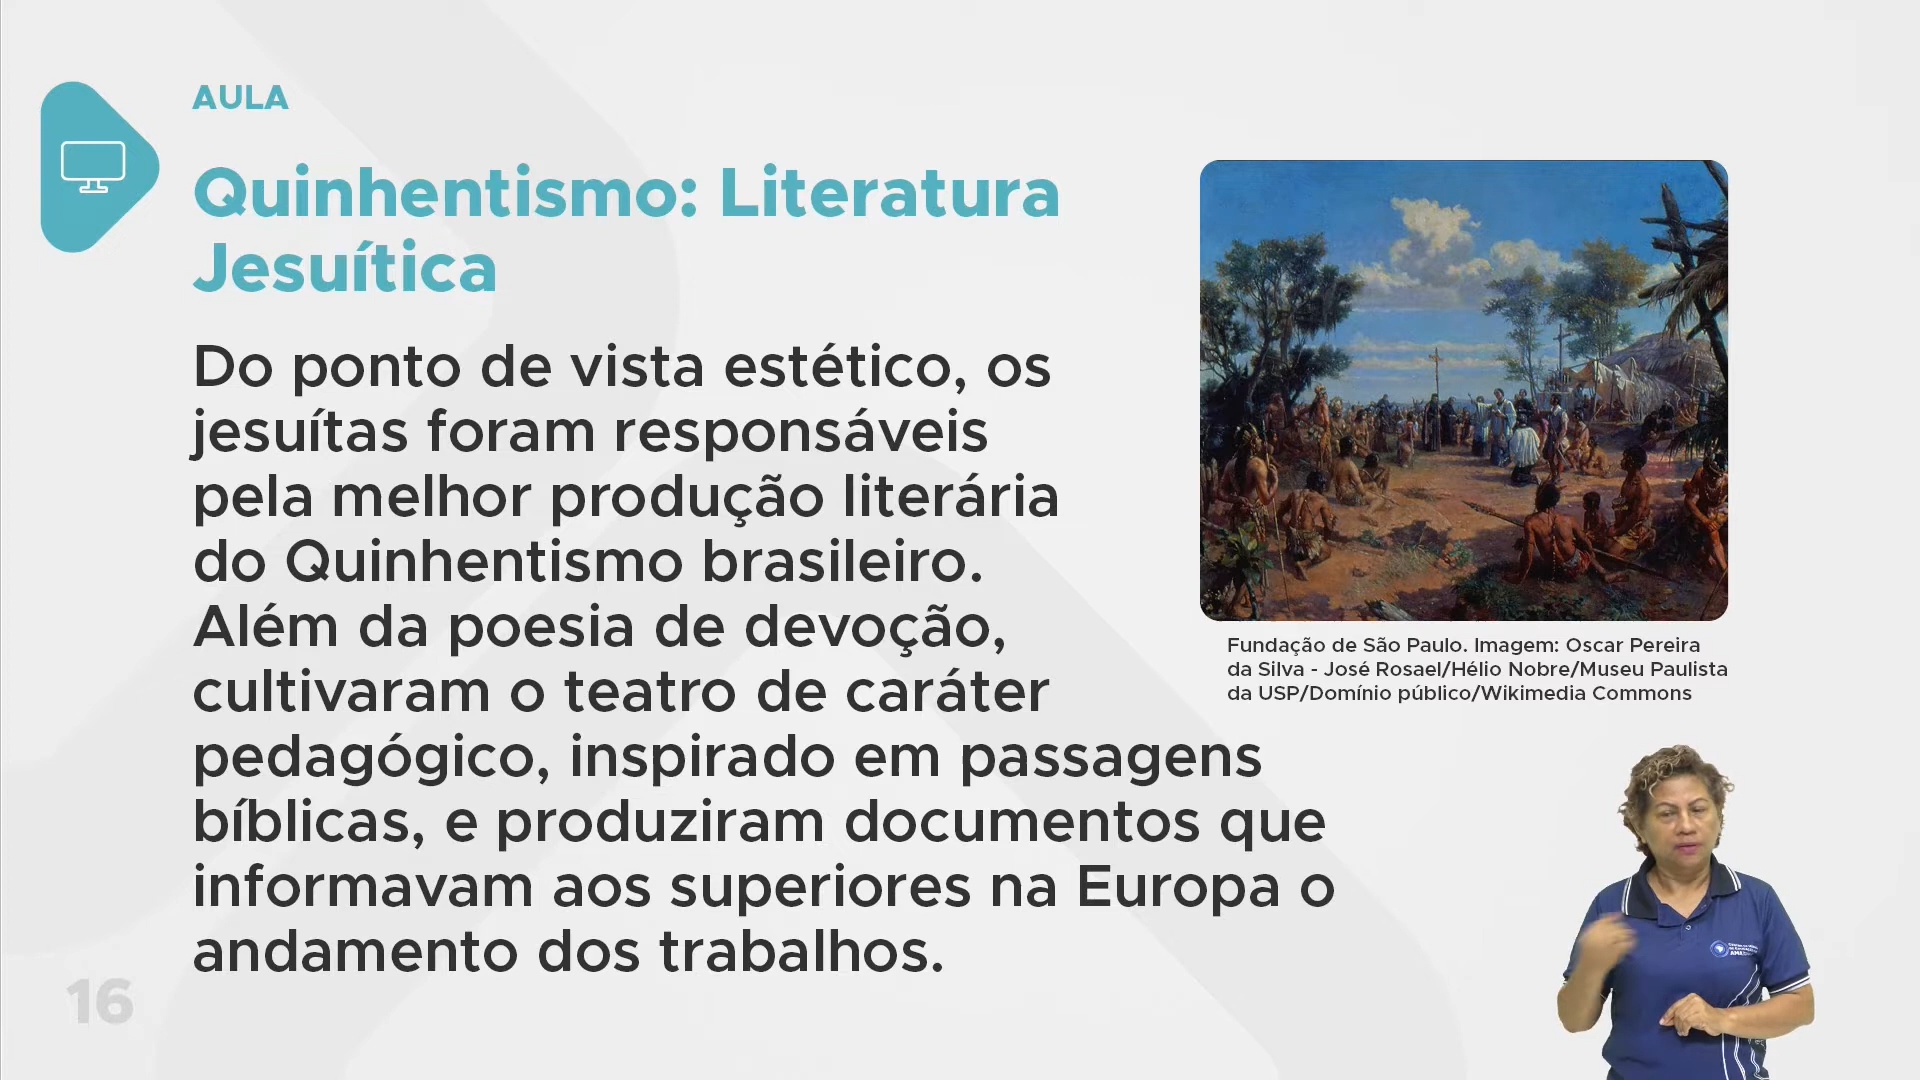 AULA
Quinhentismo: Literatura
Jesuítica
Do ponto de vista estético, os
jesuítas foram responsáveis
pela melhor produção literária
do Quinhentismo brasileiro.
Além da poesia de devoção,
cultivaram o teatro de caráter
pedagógico, inspirado em passagens
bíblicas, e produziram documentos que
informavam aos superiores na Europa o
andamento dos trabalhos.
Fundação de São Paulo. Imagem: Oscar Pereira
da Silva - José Rosael/Hélio Nobre/Museu Paulista
da USP/Domínio público/Wikimedia Commons
16